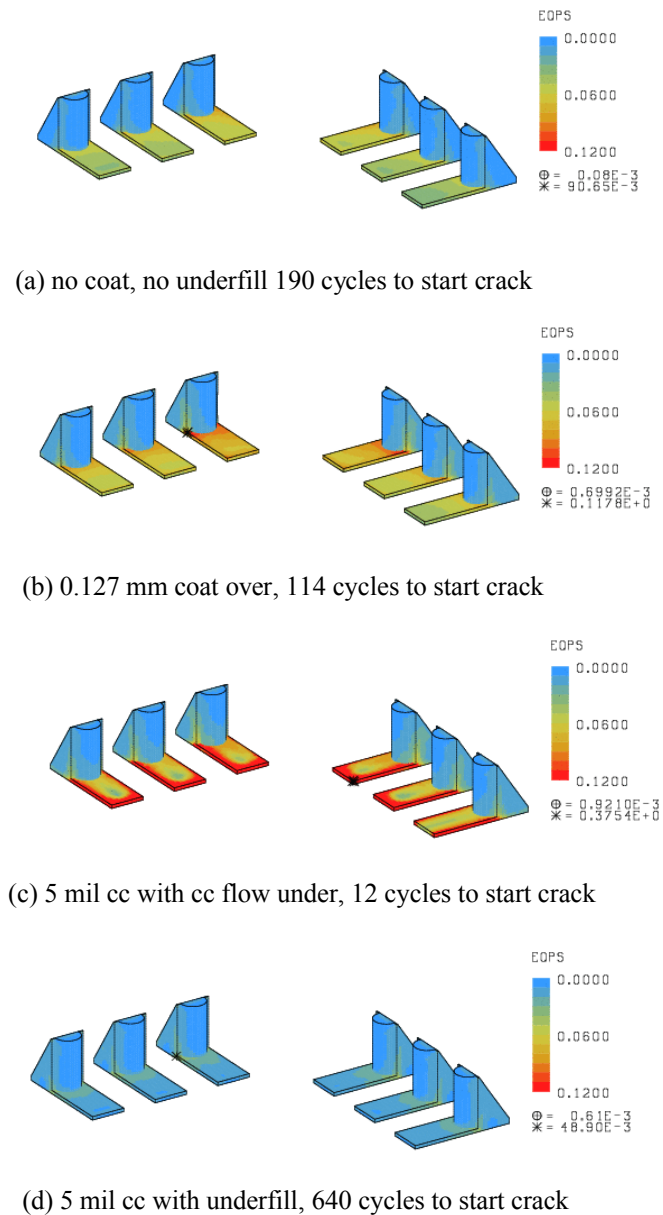 EQPS
0.0000
0.0600
0.1200
⊕ = 0.08E-3
✳ = 90.65E-3
(a) no coat, no underfill 190 cycles to start crack
EQPS
0.0000
0.0600
0.1200
⊕ = 0.6992E-3
✳ = 0.1178E+0
(b) 0.127 mm coat over, 114 cycles to start crack
EQPS
0.0000
0.0600
0.1200
⊕ = 0.9210E-3
✳ = 0.3754E+0
(c) 5 mil cc with cc flow under, 12 cycles to start crack
EQPS
0.0000
0.0600
0.1200
⊕ = 0.61E-3
✳ = 48.90E-3
(d) 5 mil cc with underfill, 640 cycles to start crack